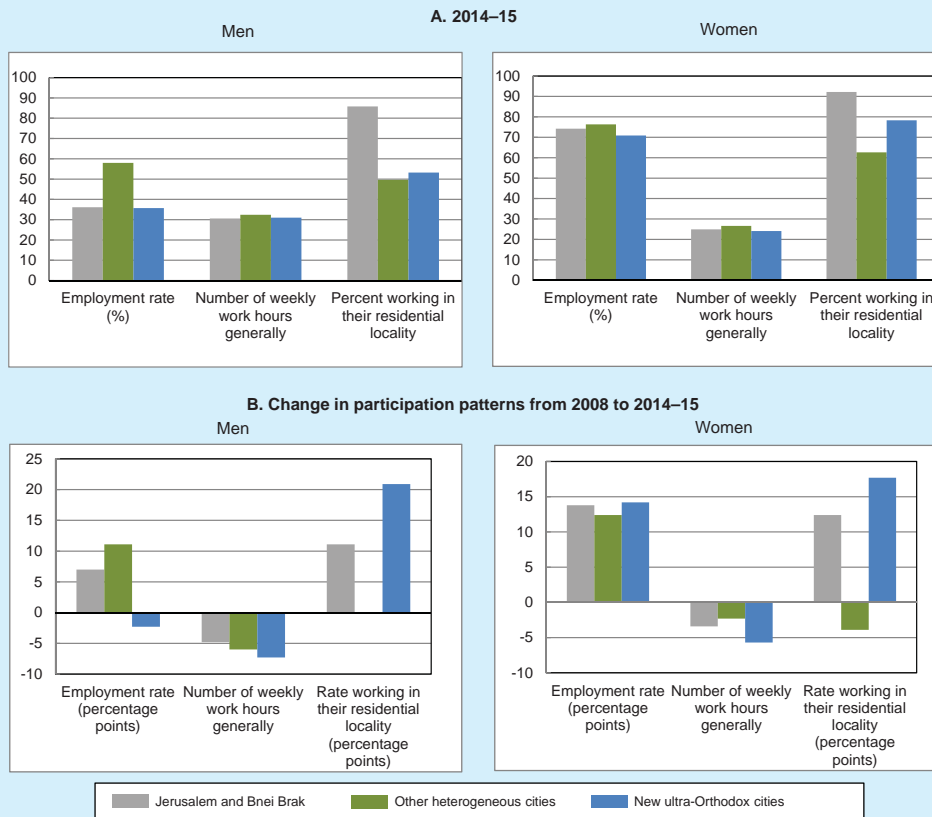 A. 2014–15
Men
100
90
80
70
60
50
40
30
20
10
0
Employment rate
(%)
Number of weekly
work hours
generally
Percent working in
their residential
locality
Women
100
90
80
70
60
50
40
30
20
10
0
Employment rate
(%)
Number of weekly
work hours
generally
Percent working in
their residential
locality
B. Change in participation patterns from 2008 to 2014–15
Men
25
20
15
10
5
0
-5
-10
Employment rate
(percentage
points)
Number of weekly
work hours
generally
Rate working in
their residential
locality
(percentage
points)
Women
20
15
10
5
0
-5
-10
Employment rate
(percentage
points)
Number of weekly
work hours
generally
Rate working in
their residential
locality
(percentage
points)
Jerusalem and Bnei Brak
Other heterogeneous cities
New ultra-Orthodox cities